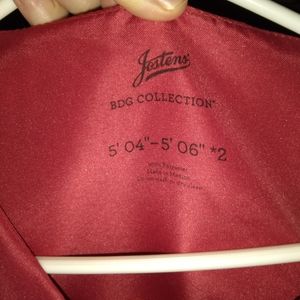 Jostens
BDG COLLECTION™
5' 04"-5' 06" *2
100% Polyester
Made in Mexico